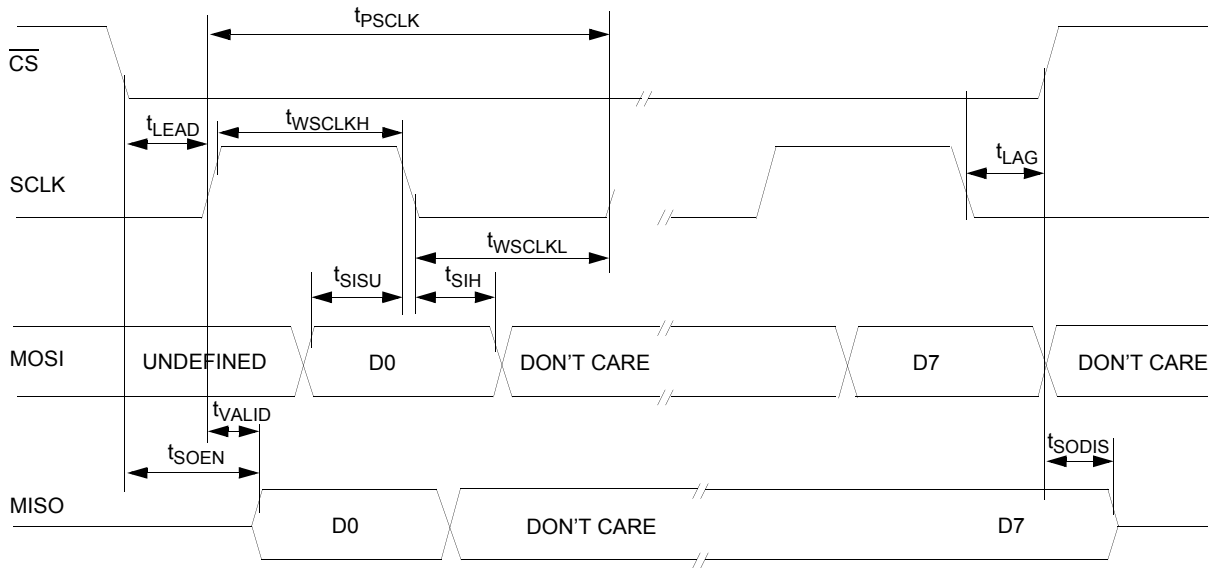 tPSCLK
CS
tLEAD
tWSCLKH
tLAG
SCLK
tWSCLKL
tSISU
tSIH
MOSI
UNDEFINED
D0
DON'T CARE
D7
DON'T CARE
tVALID
tSOEN
tSODIS
MISO
D0
DON'T CARE
D7